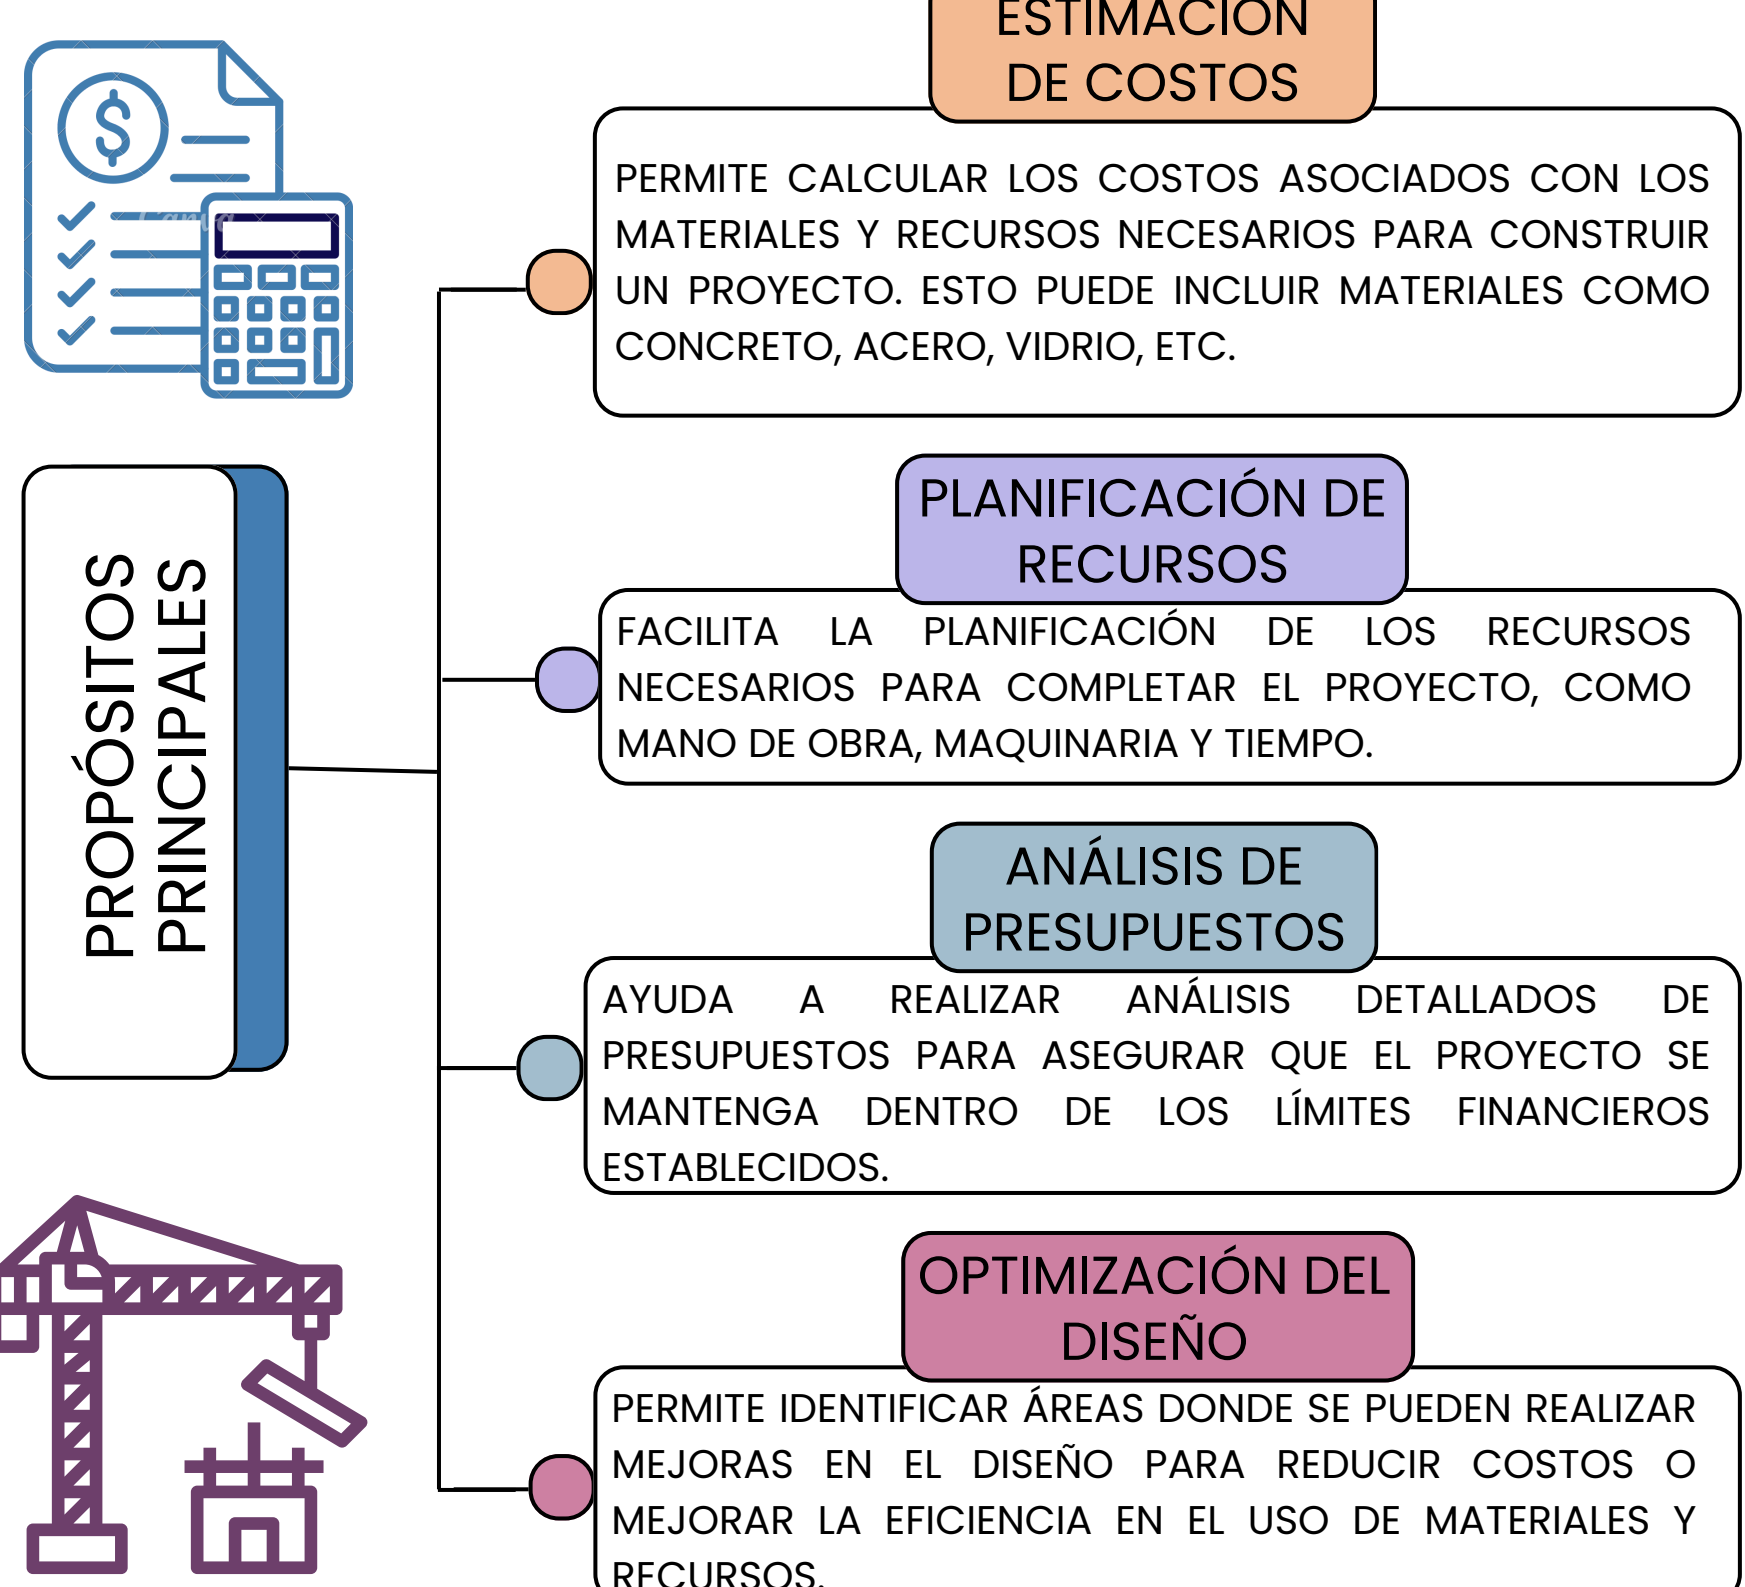 ESTIMACIÓN
DE COSTOS
PERMITE CALCULAR LOS COSTOS ASOCIADOS CON LOS
MATERIALES Y RECURSOS NECESARIOS PARA CONSTRUIR
UN PROYECTO. ESTO PUEDE INCLUIR MATERIALES COMO
CONCRETO, ACERO, VIDRIO, ETC.
Canva
PROPÓSITOS
PRINCIPALES
PLANIFICACIÓN DE
RECURSOS
FACILITA LA PLANIFICACIÓN DE LOS RECURSOS
NECESARIOS PARA COMPLETAR EL PROYECTO, COMO
MANO DE OBRA, MAQUINARIA Y TIEMPO.
ANÁLISIS DE
PRESUPUESTOS
AYUDA A REALIZAR ANÁLISIS DETALLADOS DE
PRESUPUESTOS PARA ASEGURAR QUE EL PROYECTO SE
MANTENGA DENTRO DE LOS LÍMITES FINANCIEROS
ESTABLECIDOS.
OPTIMIZACIÓN DEL
DISEÑO
PERMITE IDENTIFICAR ÁREAS DONDE SE PUEDEN REALIZAR
MEJORAS EN EL DISEÑO PARA REDUCIR COSTOS O
MEJORAR LA EFICIENCIA EN EL USO DE MATERIALES Y
RECURSOS.